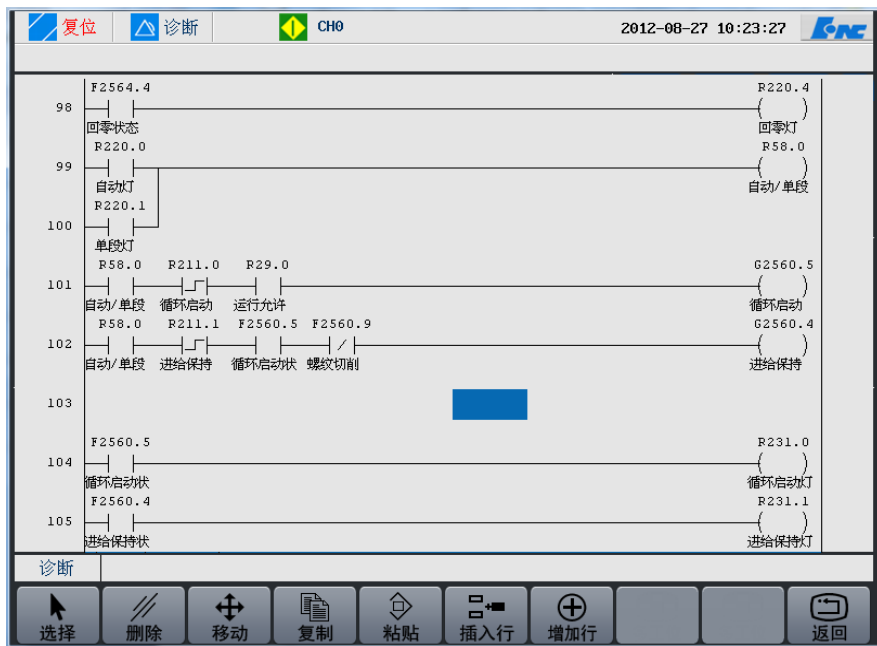 复位 诊断 CH0 2012-08-27 10:23:27
F2564.4 R220.4
98
回零状态 回零灯
R220.0 R58.0
99
自动灯 自动/单段
R220.1
100
单段灯
R58.0 R211.0 R29.0 G2560.5
101
自动/单段 循环启动 运行允许 循环启动
R58.0 R211.1 F2560.5 F2560.9 G2560.4
102
自动/单段 进给保持 循环启动状 螺纹切削 进给保持
103
F2560.5 R231.0
104
循环启动状 循环启动灯
F2560.4 R231.1
105
进给保持状 进给保持灯
诊断
选择 删除 移动 复制 粘贴 插入行 增加行 返回